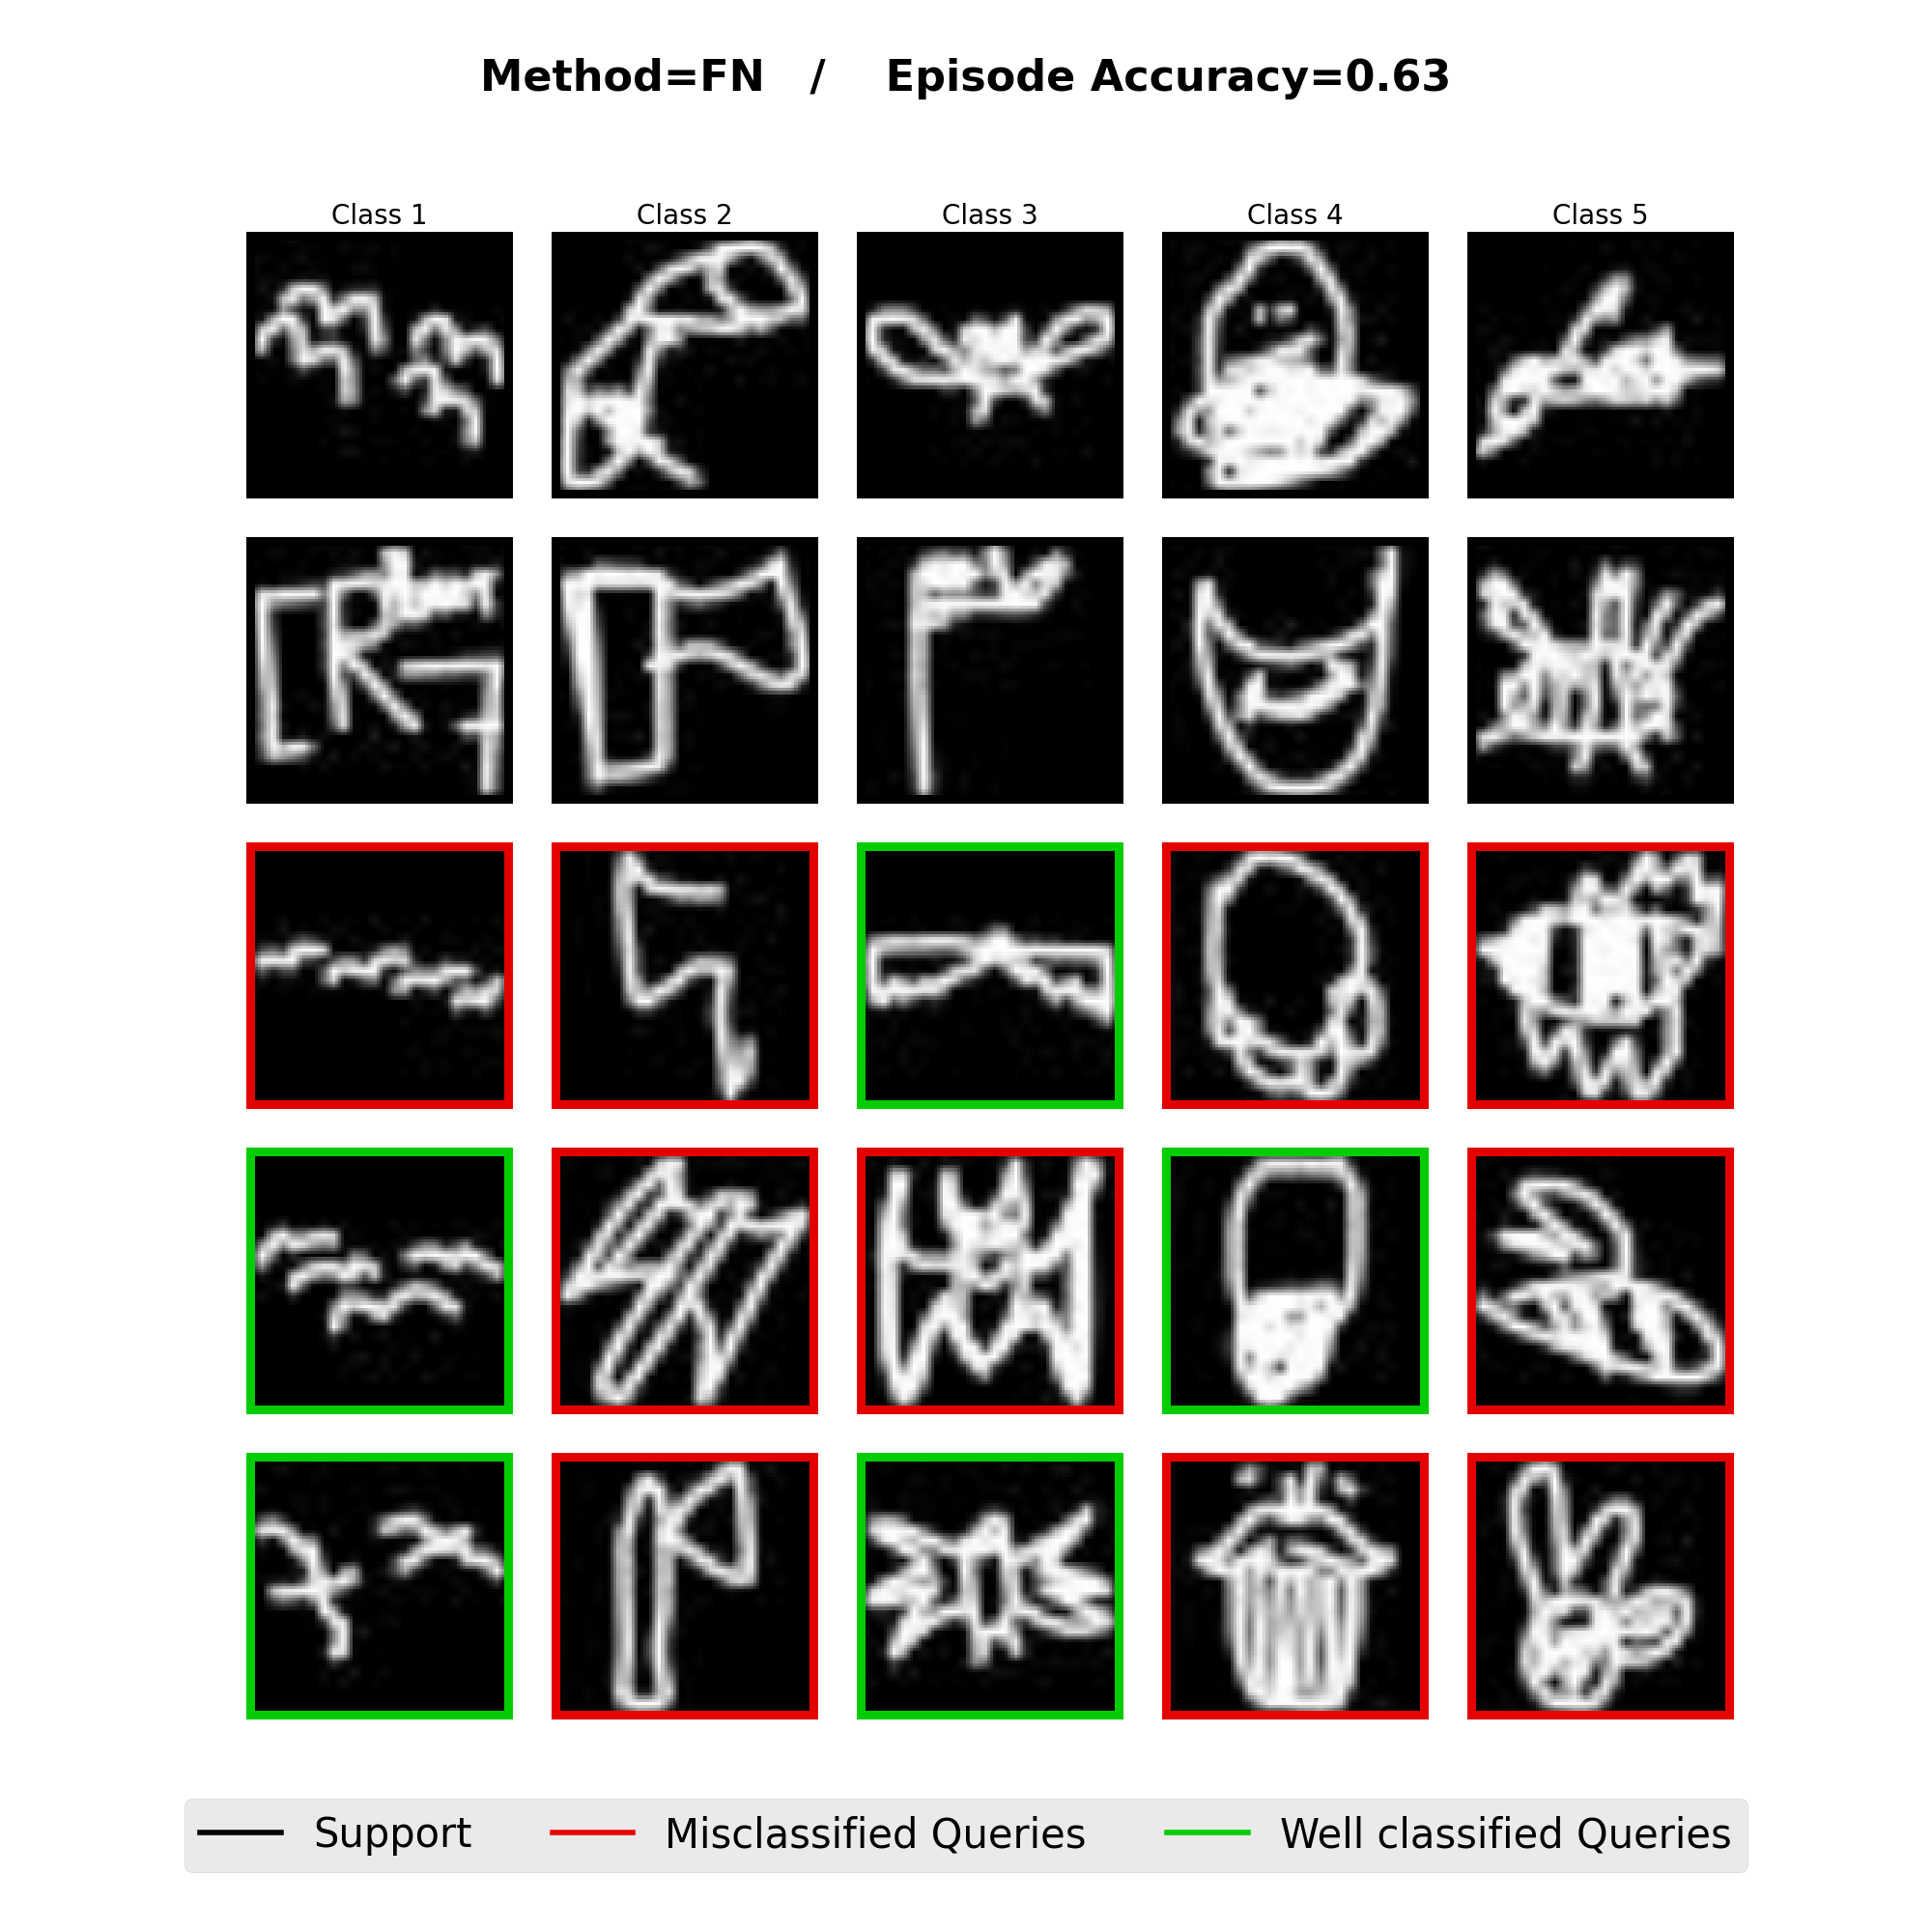 Method=FN / Episode Accuracy=0.63
Class 1 Class 2 Class 3 Class 4 Class 5
Support Misclassified Queries Well classified Queries